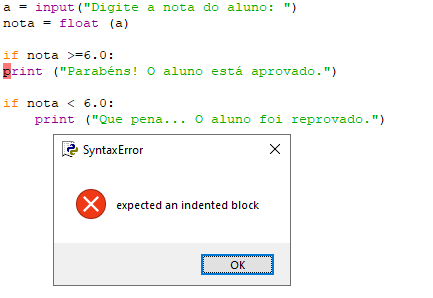 a = input("Digite a nota do aluno: ")
nota = float (a)
if nota >=6.0:
print ("Parabéns! O aluno está aprovado.")
if nota < 6.0:
    print ("Que pena... O aluno foi reprovado.")
SyntaxError
expected an indented block
OK